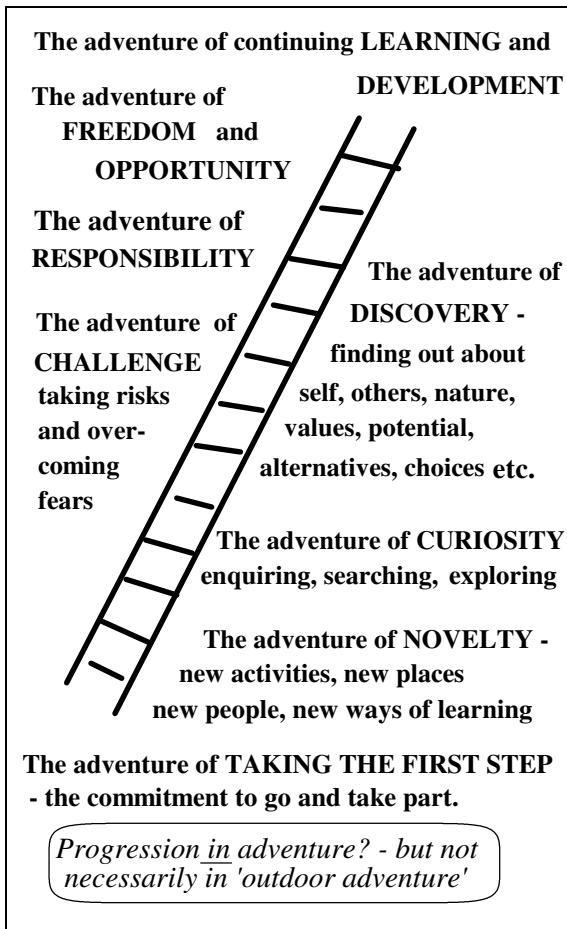 The adventure of continuing LEARNING and
DEVELOPMENT
The adventure of
FREEDOM and
OPPORTUNITY
The adventure of
RESPONSIBILITY
The adventure of
DISCOVERY -
finding out about
self, others, nature,
values, potential,
alternatives, choices etc.
The adventure of
CHALLENGE
taking risks
and over-
coming
fears
The adventure of CURIOSITY
enquiring, searching, exploring
The adventure of NOVELTY -
new activities, new places
new people, new ways of learning
The adventure of TAKING THE FIRST STEP
- the commitment to go and take part.
Progression in adventure? - but not
necessarily in 'outdoor adventure'